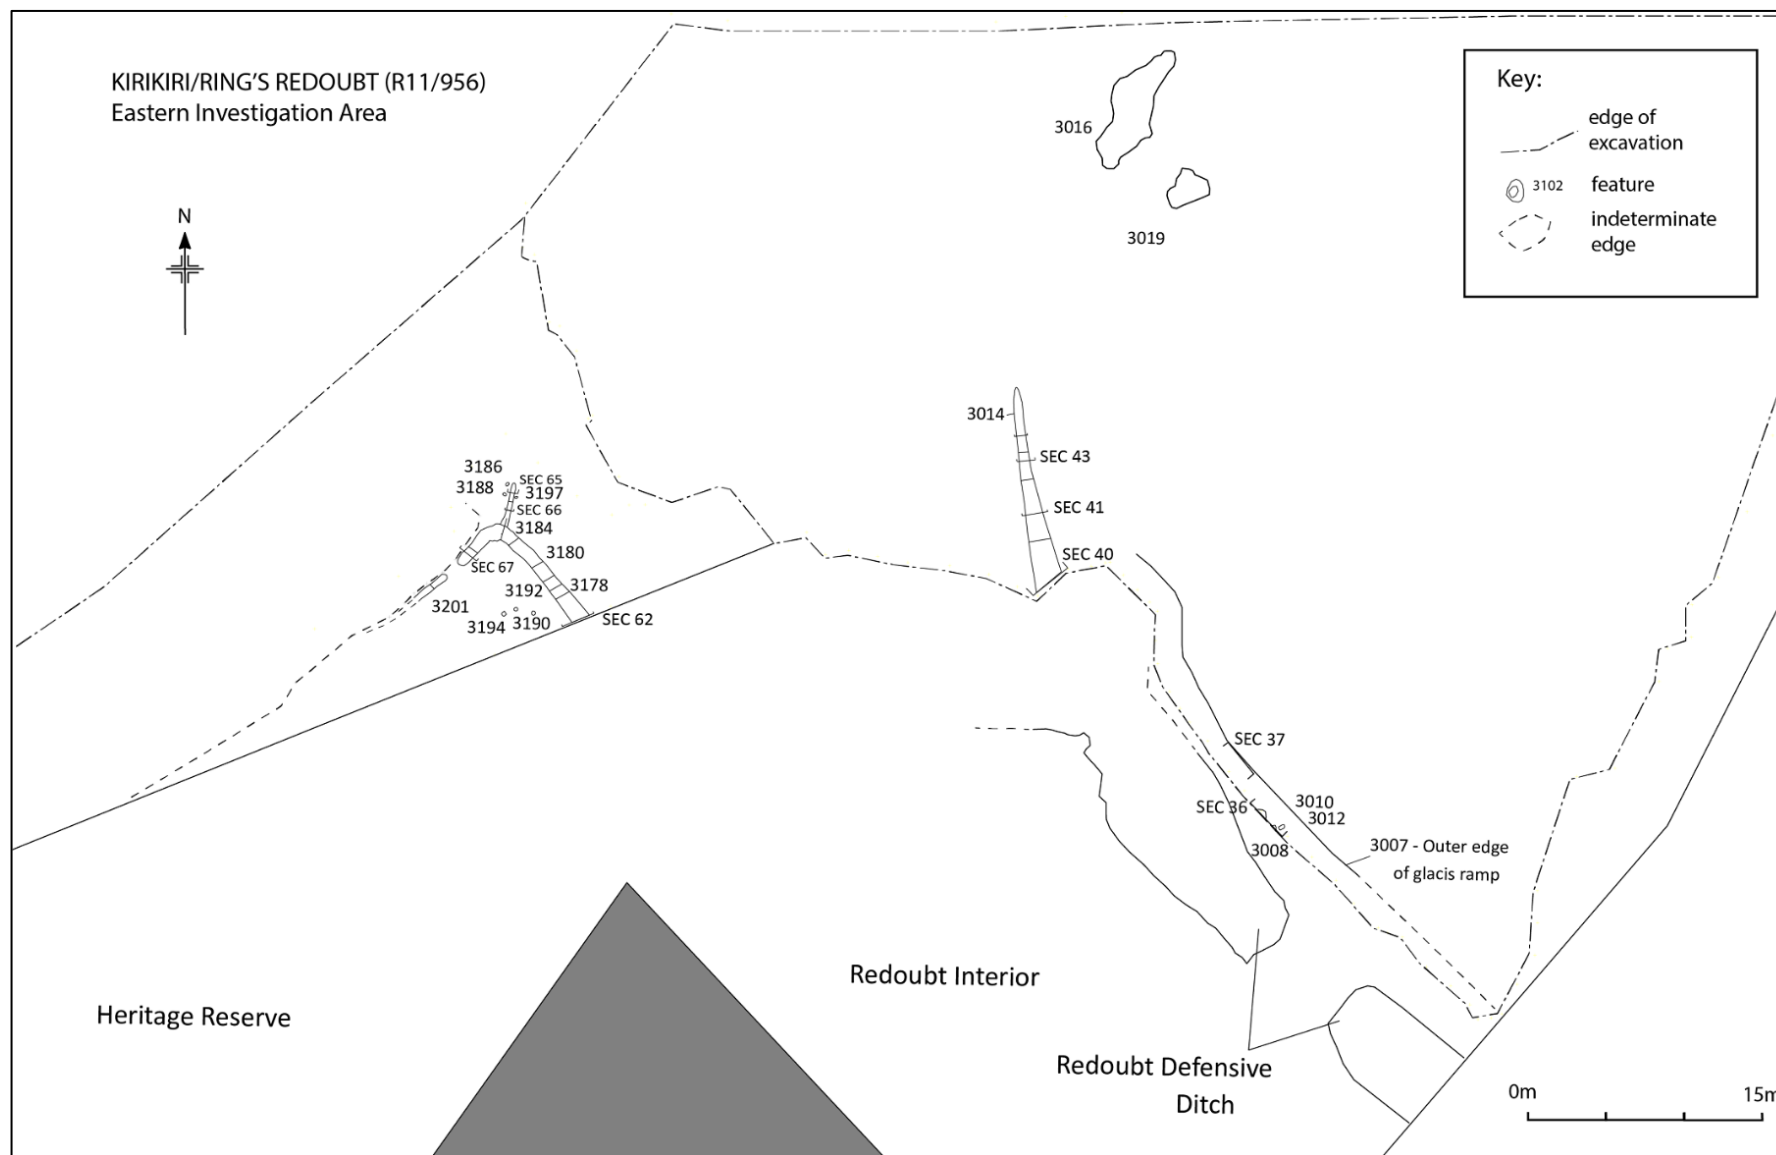 KIRIKIRI/RING'S REDOUBT (R11/956)
Eastern Investigation Area
N
Key:
edge of
excavation
3102
feature
indeterminate
edge
3016
3019
3014
SEC 43
SEC 41
SEC 40
3186
SEC 65
3188
3197
SEC 66
3184
3180
SEC 67
3178
3192
3201
3194
3190
SEC 62
SEC 37
SEC 36
3010
3012
3008
3007 - Outer edge
of glacis ramp
Redoubt Interior
Heritage Reserve
Redoubt Defensive
Ditch
0m
15m